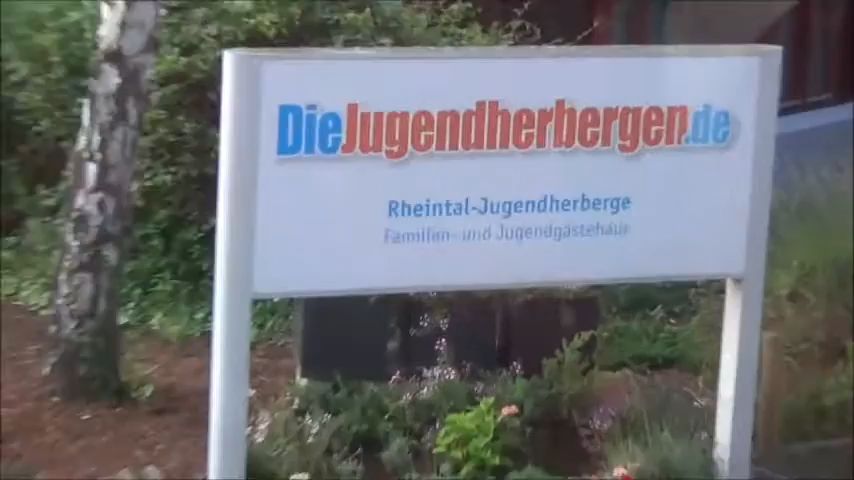 DieJugendherbergen.de
Rheintal-Jugendherberge
Familien- und Jugendgästehaus